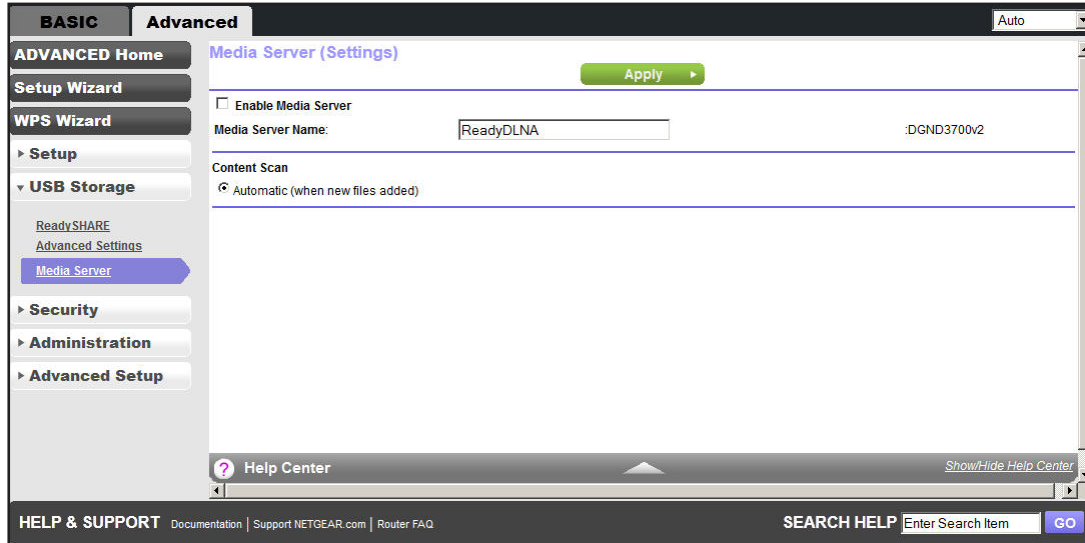 BASIC Advanced Auto
ADVANCED Home
Setup Wizard
WPS Wizard
Setup
USB Storage
ReadySHARE
Advanced Settings
Media Server
Security
Administration
Advanced Setup
Media Server (Settings)
Apply
Enable Media Server
Media Server Name: ReadyDLNA :DGND3700v2
Content Scan
Automatic (when new files added)
? Help Center Show/Hide Help Center
HELP & SUPPORT Documentation | Support NETGEAR.com | Router FAQ SEARCH HELP Enter Search Item GO